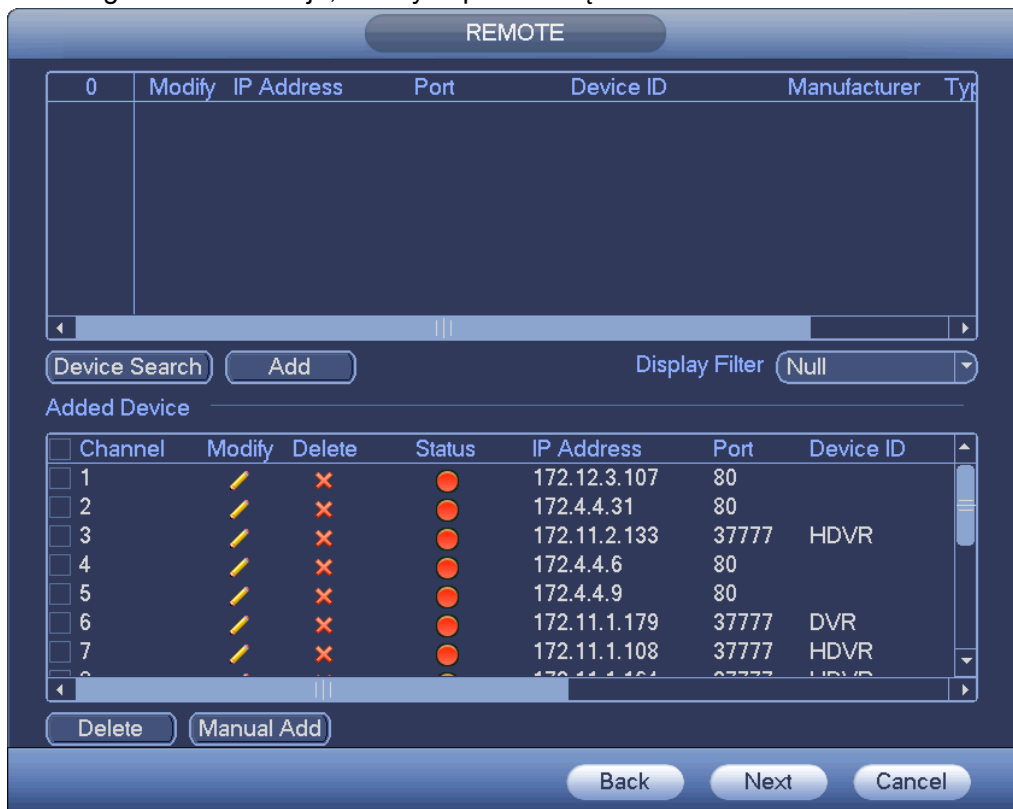 REMOTE
0 Modify IP Address Port Device ID Manufacturer Typ
Device Search Add Display Filter Null
Added Device
Channel Modify Delete Status IP Address Port Device ID
1 172.12.3.107 80
2 172.4.4.31 80
3 172.11.2.133 37777 HDVR
4 172.4.4.6 80
5 172.4.4.9 80
6 172.11.1.179 37777 DVR
7 172.11.1.108 37777 HDVR
Delete Manual Add
Back Next Cancel